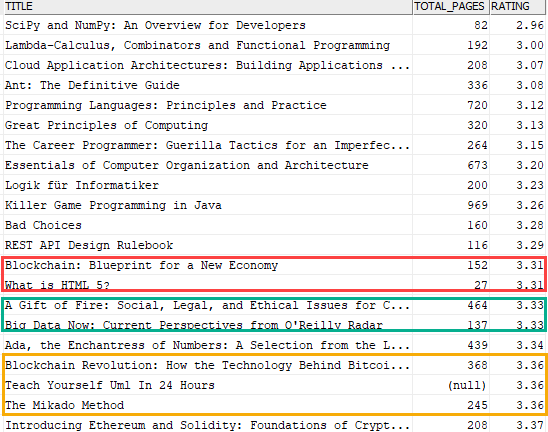 TITLE TOTAL_PAGES RATING
SciPy and NumPy: An Overview for Developers 82 2.96
Lambda-Calculus, Combinators and Functional Programming 192 3.00
Cloud Application Architectures: Building Applications ... 208 3.07
Ant: The Definitive Guide 336 3.08
Programming Languages: Principles and Practice 720 3.12
Great Principles of Computing 320 3.13
The Career Programmer: Guerilla Tactics for an Imperfec... 264 3.15
Essentials of Computer Organization and Architecture 673 3.20
Logik für Informatiker 200 3.23
Killer Game Programming in Java 969 3.26
Bad Choices 160 3.28
REST API Design Rulebook 116 3.29
Blockchain: Blueprint for a New Economy 152 3.31
What is HTML 5? 27 3.31
A Gift of Fire: Social, Legal, and Ethical Issues for C... 464 3.33
Big Data Now: Current Perspectives from O'Reilly Radar 137 3.33
Ada, the Enchantress of Numbers: A Selection from the L... 439 3.34
Blockchain Revolution: How the Technology Behind Bitcoi... 368 3.36
Teach Yourself Uml In 24 Hours (null) 3.36
The Mikado Method 245 3.36
Introducing Ethereum and Solidity: Foundations of Crypt... 208 3.37